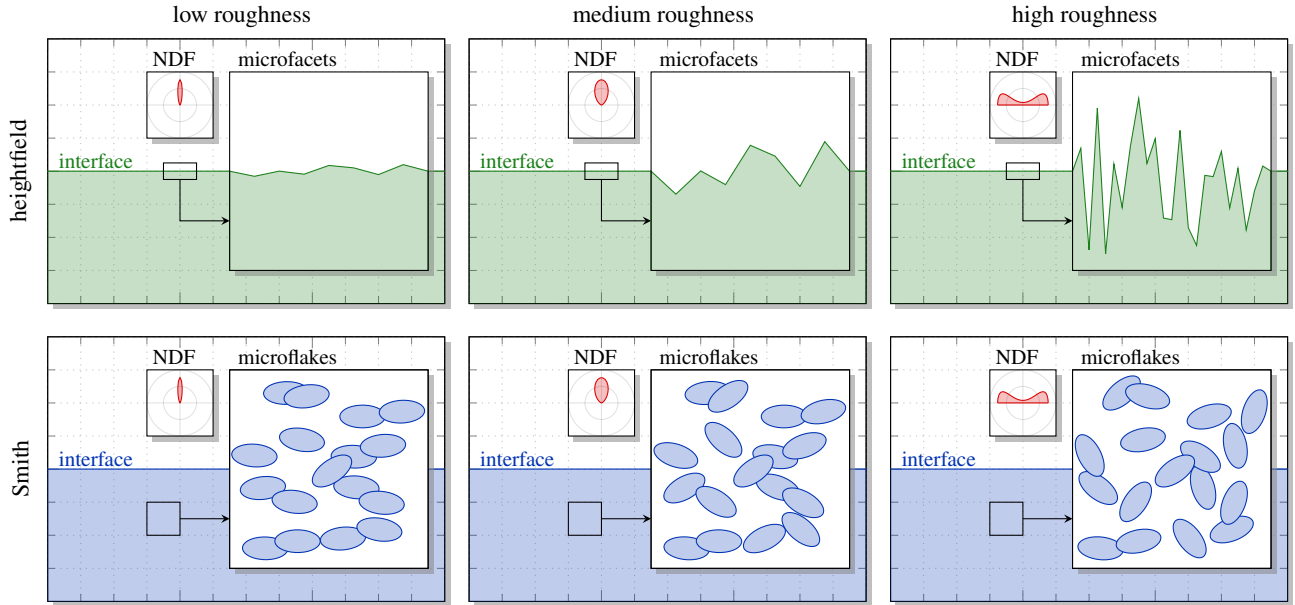 low roughness
medium roughness
high roughness
heightfield
NDF microfacets
interface
NDF microfacets
interface
NDF microfacets
interface
Smith
NDF microflakes
interface
NDF microflakes
interface
NDF microflakes
interface